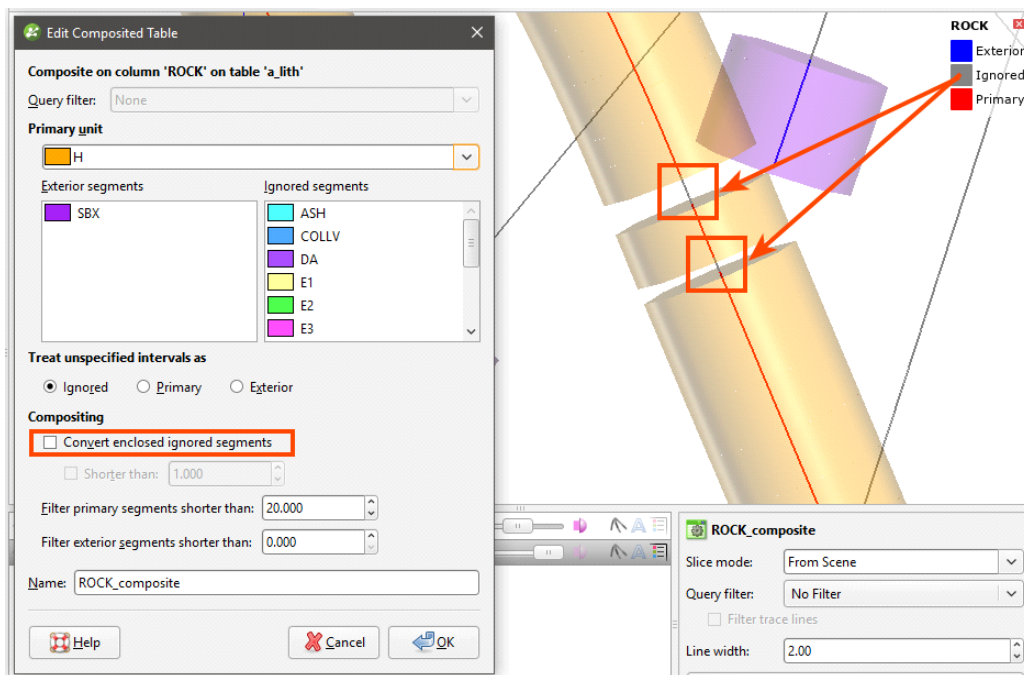 Edit Composited Table
Composite on column 'ROCK' on table 'a_lith'
Query filter: None
Primary unit
H
Exterior segments Ignored segments
SBX ASH
COLLV
DA
E1
E2
E3
Treat unspecified intervals as
Ignored Primary Exterior
Compositing
Convert enclosed ignored segments
Shorter than: 1.000
Filter primary segments shorter than: 20.000
Filter exterior segments shorter than: 0.000
Name: ROCK_composite
Help Cancel OK
ROCK
Exterior
Ignored
Primary
ROCK_composite
Slice mode: From Scene
Query filter: No Filter
Filter trace lines
Line width: 2.00